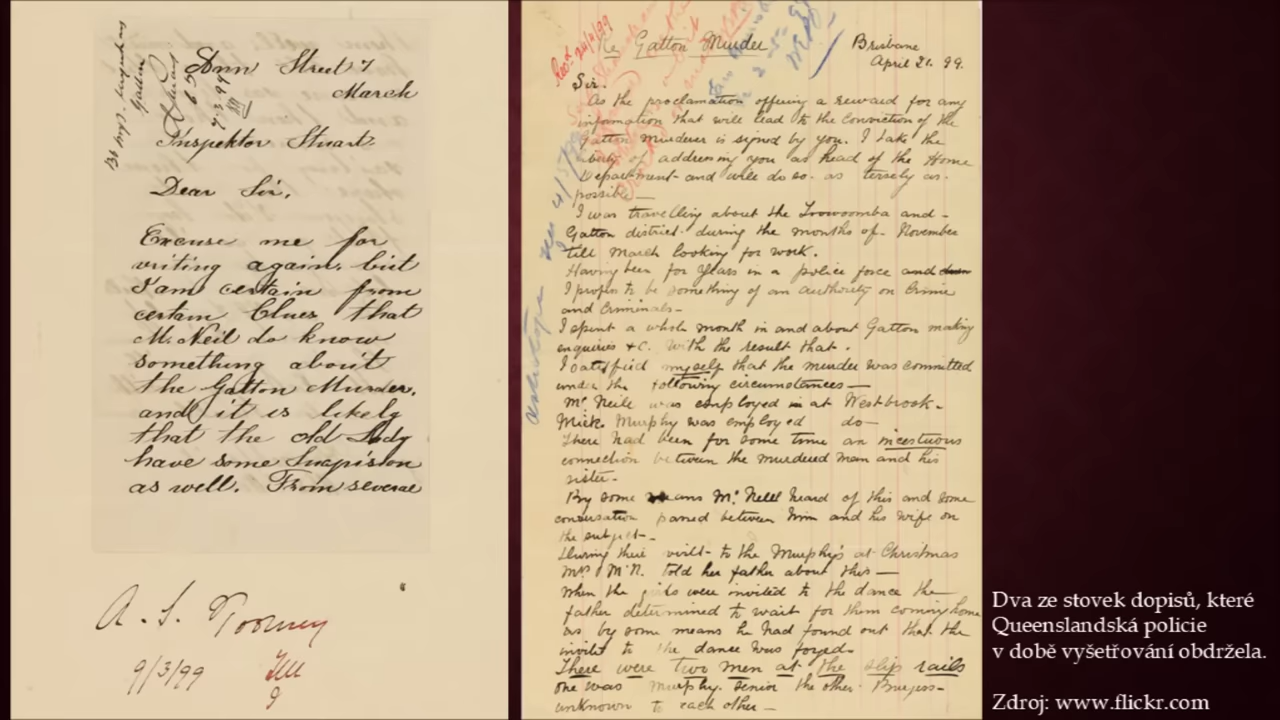 Ann Street 7
March
Inspektor Stuart.
Dear Sir,
Excuse me for
writing again, but
I am certain from
certain Clues that
McNeil do know
something about
the Gatton Murder.
and it is likely
that the old Lady
have some Suspision
as well. From several
9/3/99
Gatton Murder
Brisbane
April 21. 99.
Sir.
As the proclamation offering a reward for any
information that will lead to the Conviction of the
Gatton Murderer is signed by you. I take the
liberty of addressing you as head of the Home
Department and will do so as tersely as
possible—
I was travelling about the Toowoomba and
Gatton district during the months of November
till March looking for work.
Having been for years in a police force and
I profess to be something of an authority on Crime
and Criminals—
I spent a whole month in and about Gatton making
enquiries &c. with the result that.
I satisfied myself that the murder was committed
under the following circumstances—
Mc Neill was employed at Westbrook.
Mick. Murphy was employed do—
There had been for some time an incestuous
connection between the murdered man and his
sister.
By some means Mc Neill heard of this and some
conversation passed between him and his wife on
the subject.
During their visit to the Murphy's at Christmas
told her father about this—
When the girls were invited to the dance the
father determined to wait for them coming home
as by some means he had found out that the
invite to the dance was forged.
There were two men at the slip rails
one was Murphy. Senior the other Burgess—
unknown to each other—
Dva ze stovek dopisů, které
Queenslandská policie
v době vyšetřování obdržela.
Zdroj: www.flickr.com